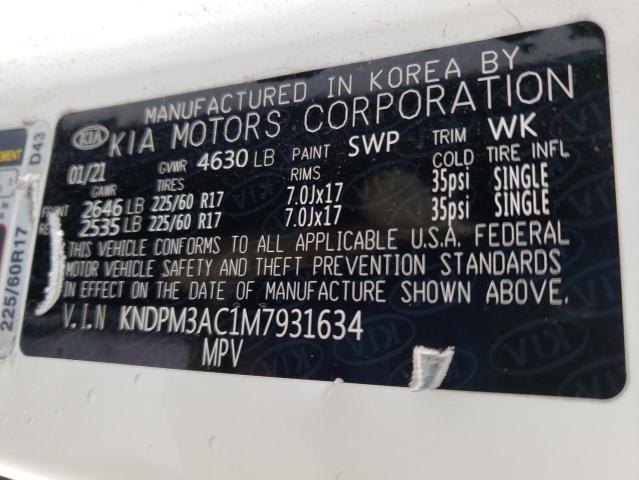 MANUFACTURED IN KOREA BY
KIA KIA MOTORS CORPORATION
01/21 GVWR 4630 LB PAINT SWP TRIM WK
GAWR TIRES RIMS COLD TIRE INFL
2646 LB 225/60 R17 7.0Jx17 35psi SINGLE
2535 LB 225/60 R17 7.0Jx17 35psi SINGLE
THIS VEHICLE CONFORMS TO ALL APPLICABLE U.S.A. FEDERAL
MOTOR VEHICLE SAFETY AND THEFT PREVENTION STANDARDS
IN EFFECT ON THE DATE OF MANUFACTURE SHOWN ABOVE.
V.I.N KNDPM3AC1M7931634
MPV
D43
225/60R17